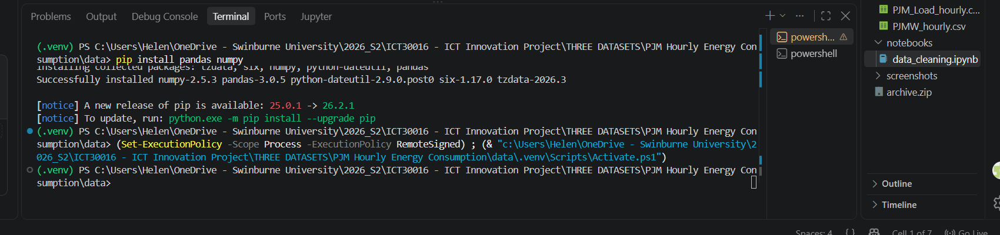 Problems Output Debug Console Terminal Ports Jupyter
(.venv) PS C:\Users\Helen\OneDrive - Swinburne University\2026_S2\ICT30016 - ICT Innovation Project\THREE DATASETS\PJM Hourly Energy Con
sumption\data> pip install pandas numpy
Installing collected packages: tzdata, six, numpy, python-dateutil, pandas
Successfully installed numpy-2.5.3 pandas-3.0.5 python-dateutil-2.9.0.post0 six-1.17.0 tzdata-2026.3
[notice] A new release of pip is available: 25.0.1 -> 26.2.1
[notice] To update, run: python.exe -m pip install --upgrade pip
(.venv) PS C:\Users\Helen\OneDrive - Swinburne University\2026_S2\ICT30016 - ICT Innovation Project\THREE DATASETS\PJM Hourly Energy Con
sumption\data> (Set-ExecutionPolicy -Scope Process -ExecutionPolicy RemoteSigned) ; (& "c:\Users\Helen\OneDrive - Swinburne University\2
026_S2\ICT30016 - ICT Innovation Project\THREE DATASETS\PJM Hourly Energy Consumption\data\.venv\Scripts\Activate.ps1")
(.venv) PS C:\Users\Helen\OneDrive - Swinburne University\2026_S2\ICT30016 - ICT Innovation Project\THREE DATASETS\PJM Hourly Energy Con
sumption\data>
powersh...
powershell
PJM_Load_hourly.c...
PJMW_hourly.csv
notebooks
data_cleaning.ipynb
screenshots
archive.zip
Outline
Timeline
Spaces: 4 { } Cell 1 of 7 Go Live